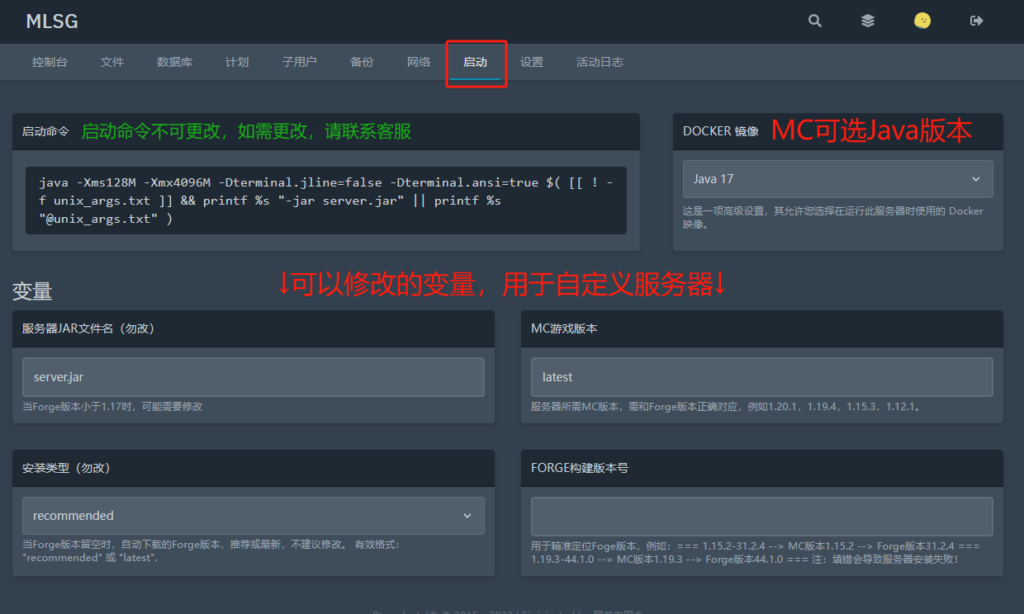 MLSG
控制台 文件 数据库 计划 子用户 备份 网络 启动 设置 活动日志
启动命令 启动命令不可更改，如需更改，请联系客服
java -Xms128M -Xmx4096M -Dterminal.jline=false -Dterminal.ansi=true $( [[ ! -
f unix_args.txt ]] && printf %s "-jar server.jar" || printf %s
"@unix_args.txt" )
DOCKER 镜像 MC可选Java版本
Java 17
这是一项高级设置，其允许您选择在运行此服务器时使用的 Docker
映像。
变量
↓可以修改的变量，用于自定义服务器↓
服务器JAR文件名（勿改）
server.jar
当Forge版本小于1.17时，可能需要修改
MC游戏版本
latest
服务器所需MC版本，需和Forge版本正确对应，例如1.20.1，1.19.4，1.15.3，1.12.1。
安装类型（勿改）
recommended
当Forge版本留空时，自动下载的Forge版本，推荐或最新，不建议修改。 有效格式：
"recommended" 或 "latest".
FORGE构建版本号
用于精准定位Foge版本，例如：=== 1.15.2-31.2.4 --> MC版本1.15.2 --> Forge版本31.2.4 ===
1.19.3-44.1.0 --> MC版本1.19.3 --> Forge版本44.1.0 === 注：填错会导致服务器安装失败！